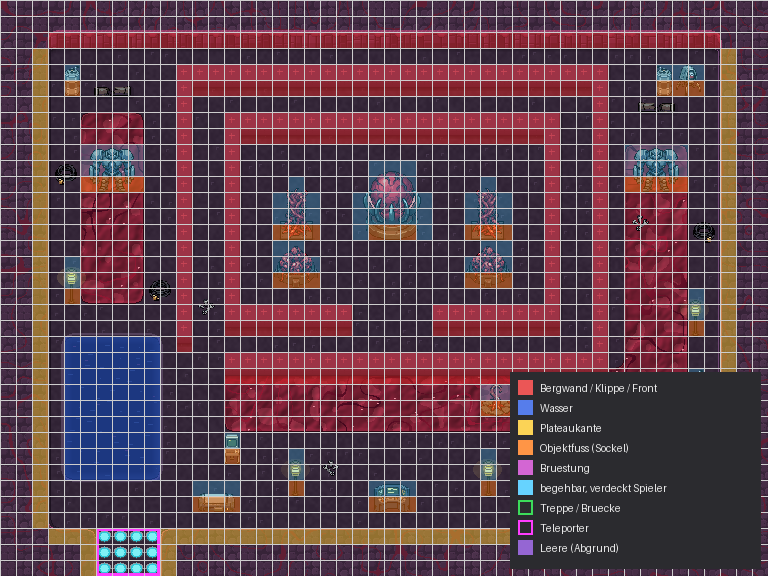 Bergwand / Klippe / Front
Wasser
Plateaukante
Objektfuss (Sockel)
Bruestung
begehbar, verdeckt Spieler
Treppe / Bruecke
Teleporter
Leere (Abgrund)